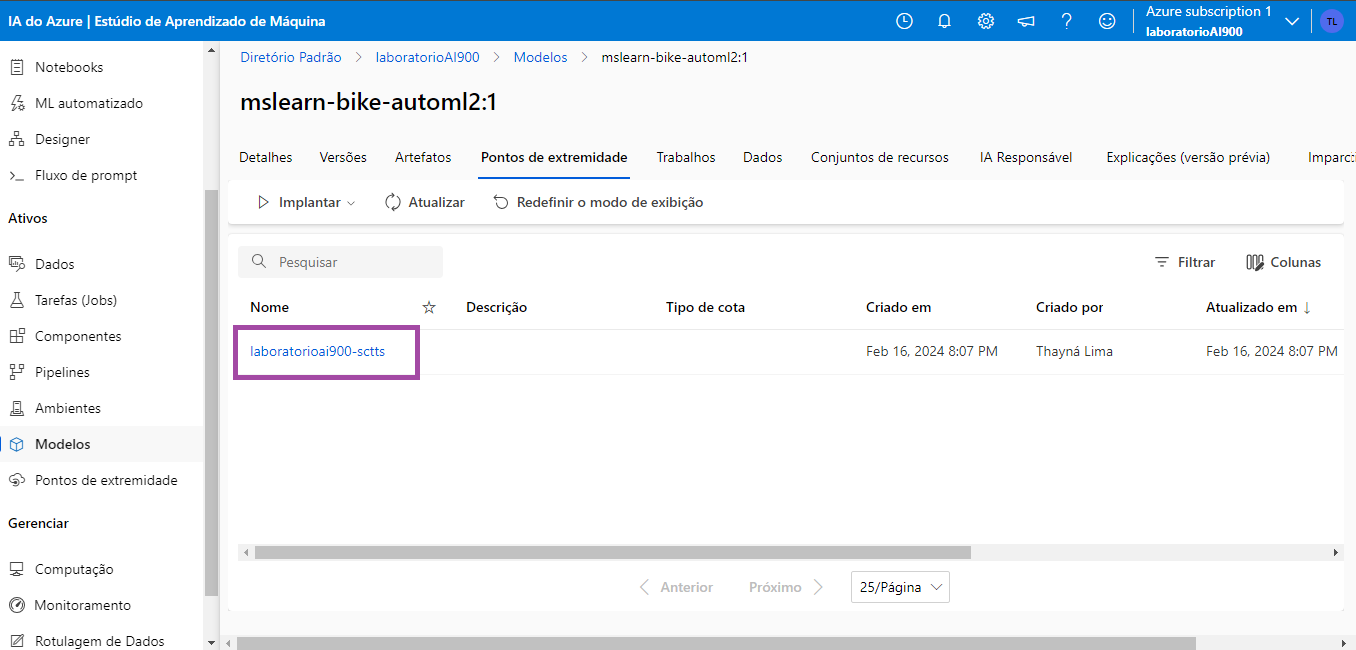 IA do Azure | Estúdio de Aprendizado de Máquina
Azure subscription 1
laboratorioAI900
TL
Notebooks
ML automatizado
Designer
Fluxo de prompt
Ativos
Dados
Tarefas (Jobs)
Componentes
Pipelines
Ambientes
Modelos
Pontos de extremidade
Gerenciar
Computação
Monitoramento
Rotulagem de Dados
Diretório Padrão > laboratorioAI900 > Modelos > mslearn-bike-automl2:1
mslearn-bike-automl2:1
Detalhes Versões Artefatos Pontos de extremidade Trabalhos Dados Conjuntos de recursos IA Responsável Explicações (versão prévia) Imparci
Implantar Atualizar Redefinir o modo de exibição
Pesquisar Filtrar Colunas
Nome Descrição Tipo de cota Criado em Criado por Atualizado em ↓
laboratorioai900-sctts Feb 16, 2024 8:07 PM Thayná Lima Feb 16, 2024 8:07 PM
Anterior Próximo 25/Página